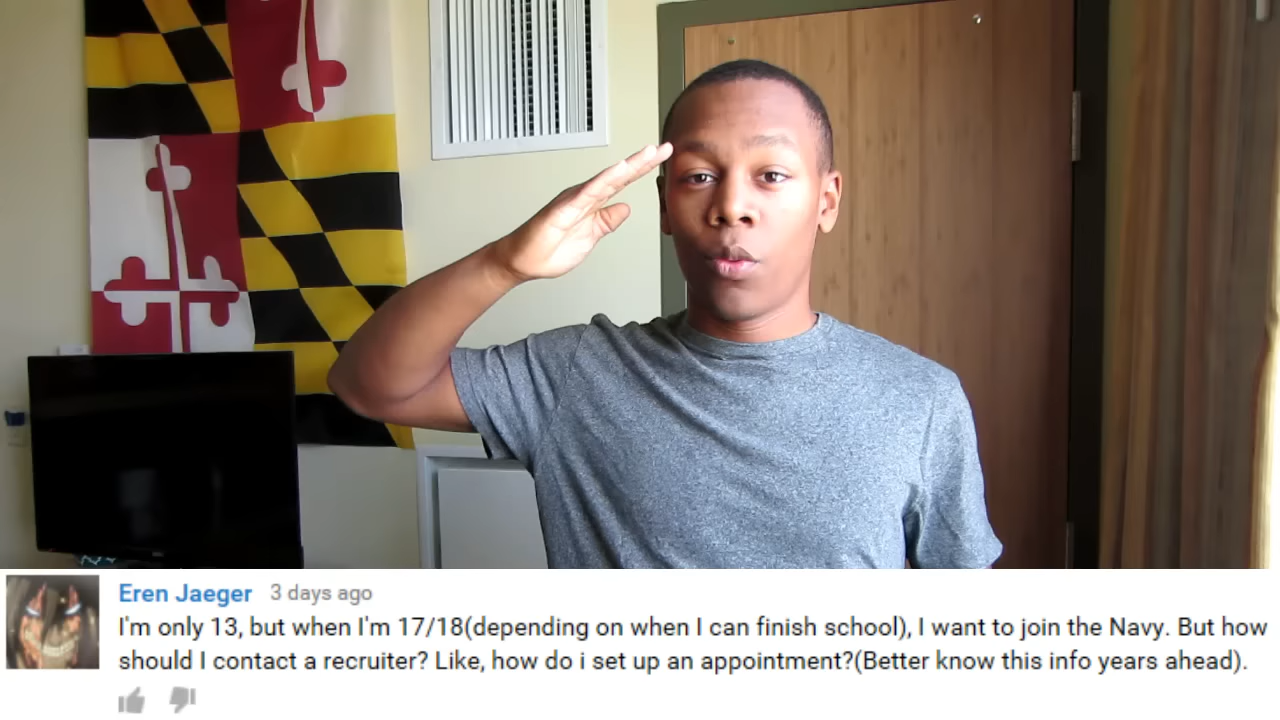 Eren Jaeger 3 days ago
I'm only 13, but when I'm 17/18(depending on when I can finish school), I want to join the Navy. But how
should I contact a recruiter? Like, how do i set up an appointment?(Better know this info years ahead).